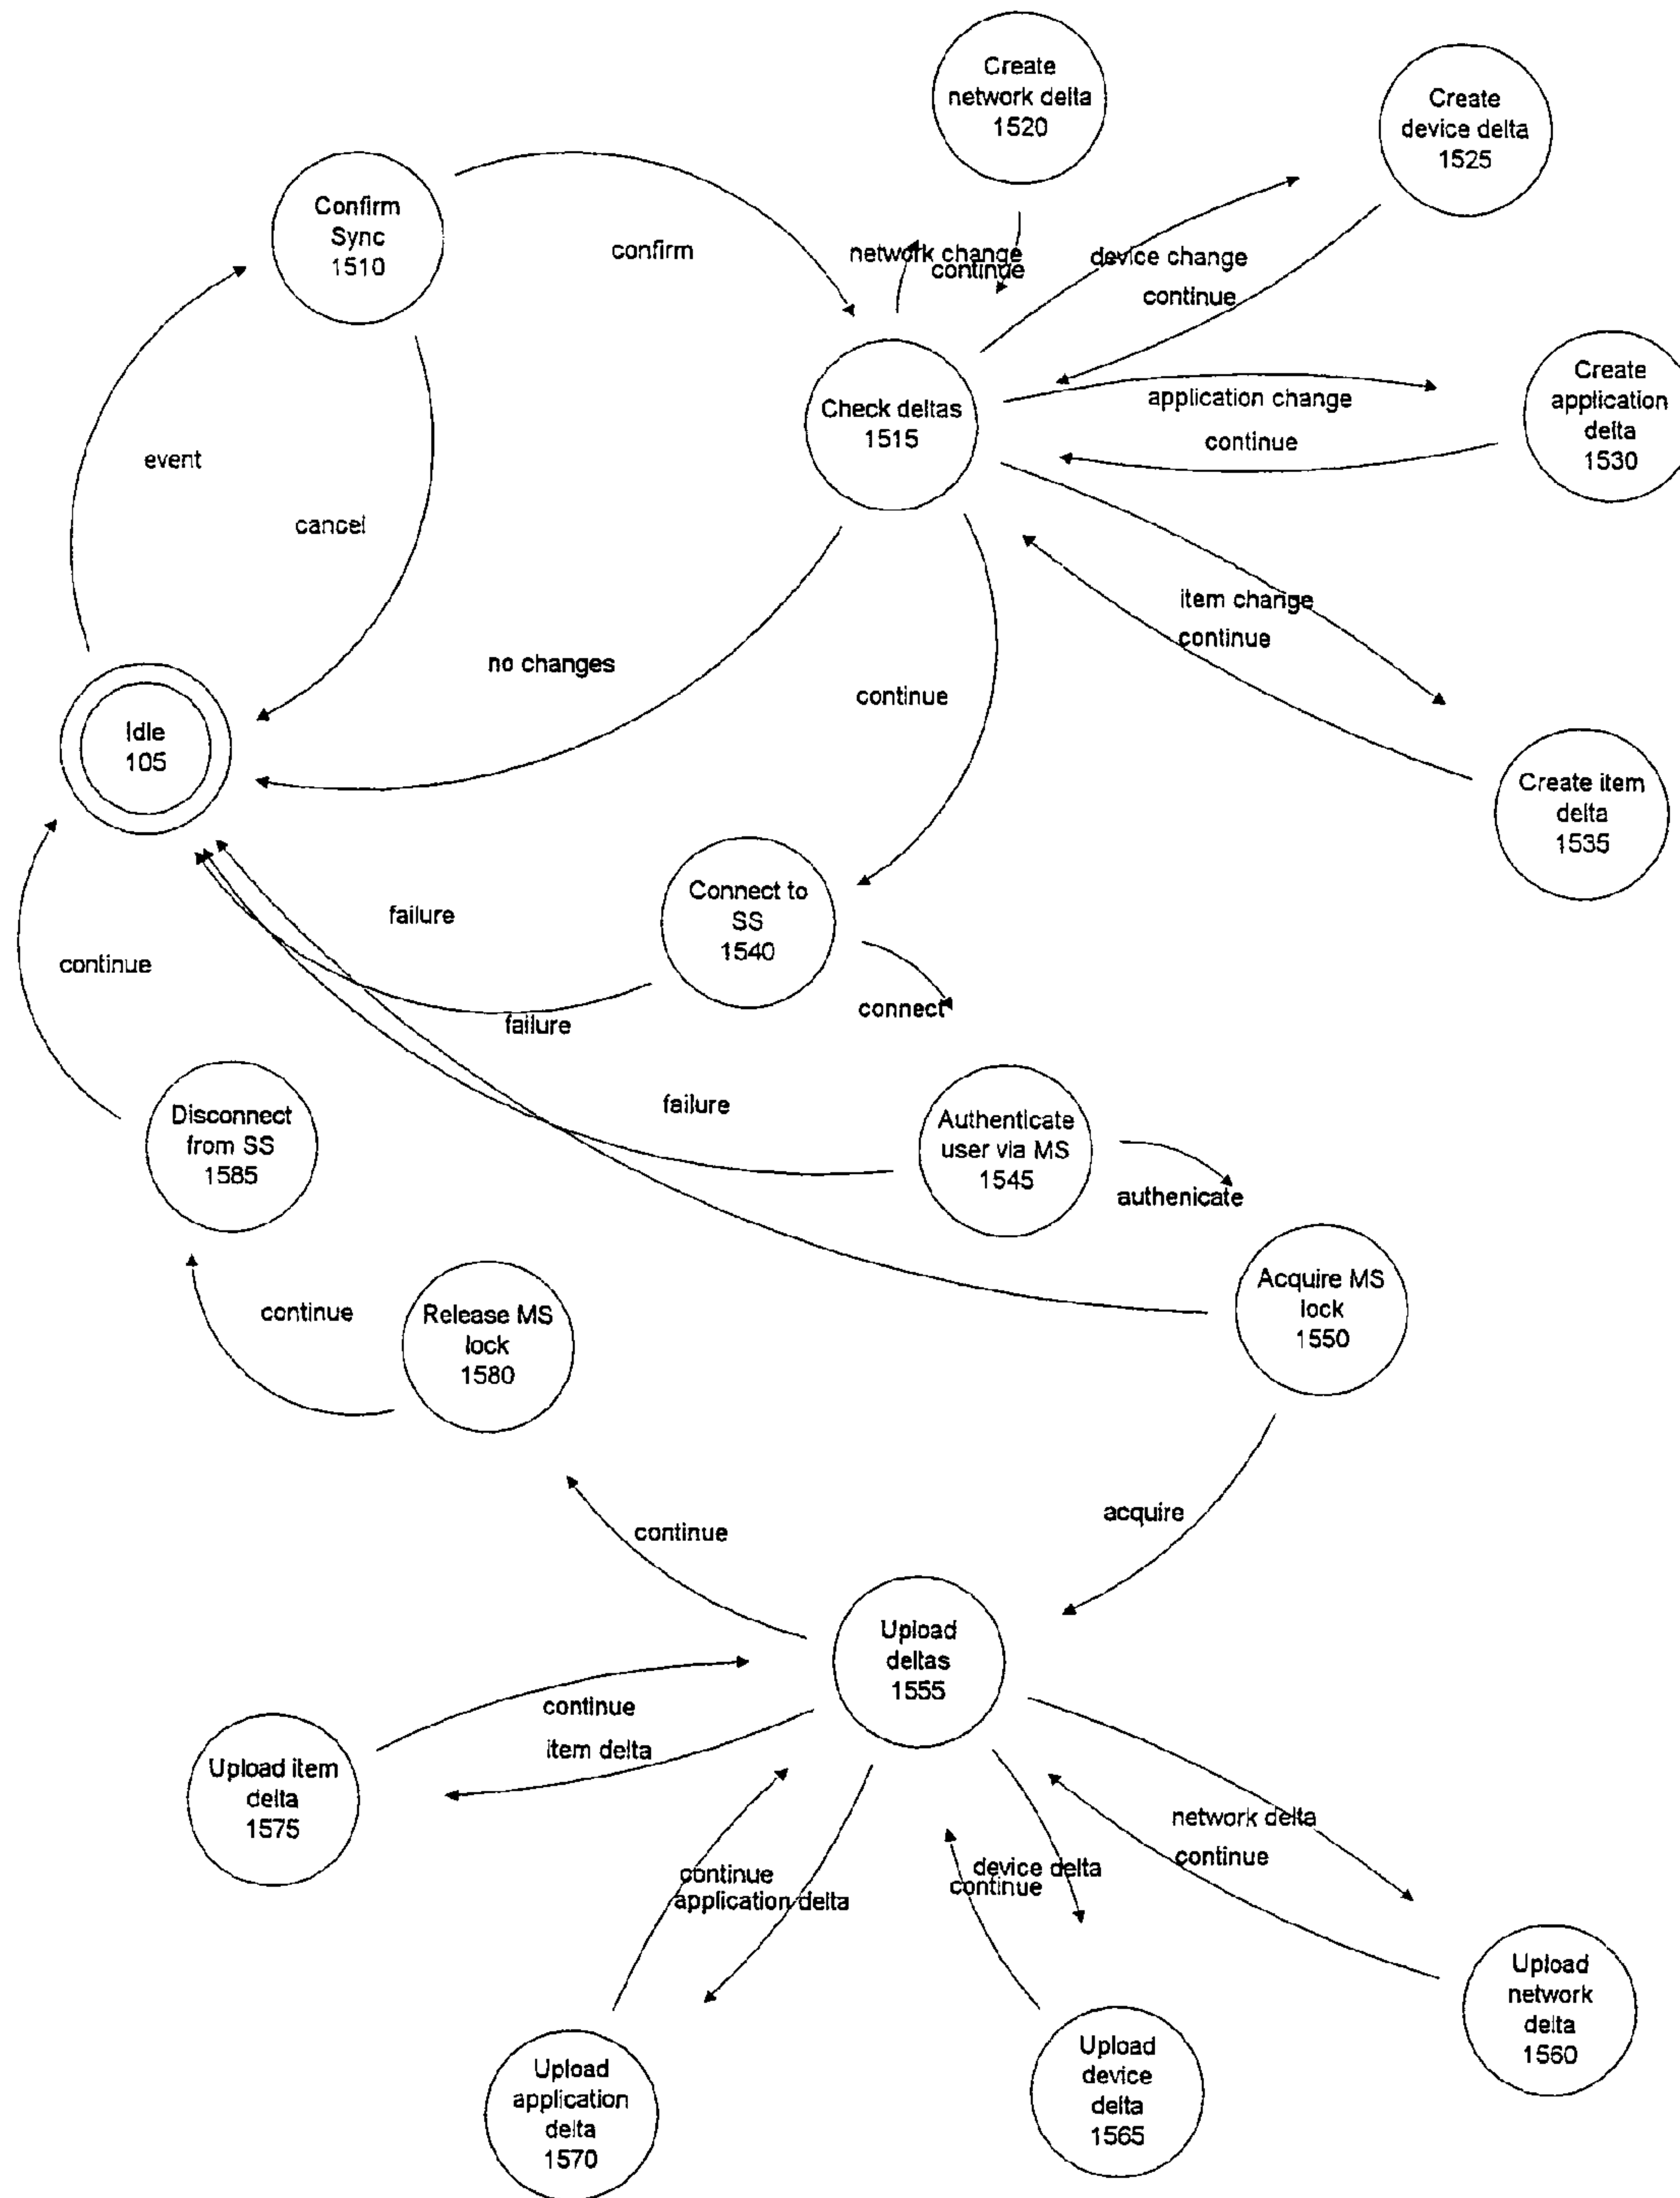 Create
network delta
1520
Create
device delta
1525
Confirm
Sync
1510
confirm
network change
continue
device change
continue
Create
application
delta
1530
Check deltas
1515
application change
continue
event
cancel
item change
continue
no changes
continue
Idle
105
Create item
delta
1535
Connect to
SS
1540
failure
continue
connect
failure
Disconnect
from SS
1585
failure
Authenticate
user via MS
1545
authenicate
Acquire MS
lock
1550
continue
Release MS
lock
1580
acquire
continue
Upload
deltas
1555
continue
item delta
Upload item
delta
1575
network delta
continue
device delta
continue
continue
application delta
Upload
network
delta
1560
Upload
device
delta
1565
Upload
application
delta
1570